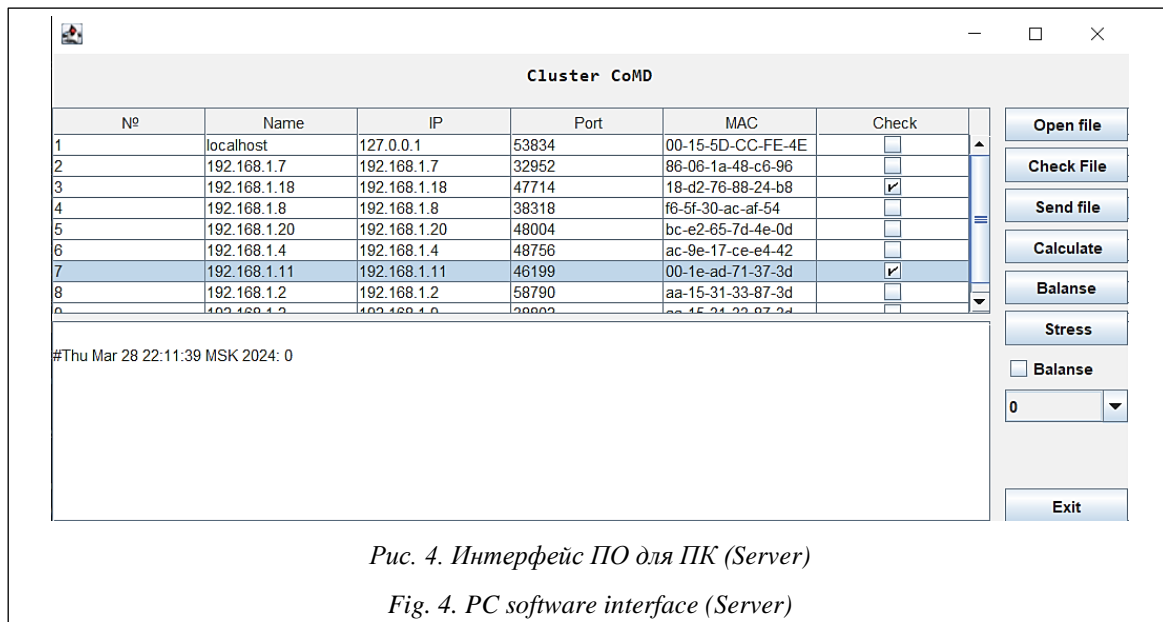 Cluster CoMD
№ Name IP Port MAC Check
1 localhost 127.0.0.1 53834 00-15-5D-CC-FE-4E
2 192.168.1.7 192.168.1.7 32952 86-06-1a-48-c6-96
3 192.168.1.18 192.168.1.18 47714 18-d2-76-88-24-b8
4 192.168.1.8 192.168.1.8 38318 f6-5f-30-ac-af-54
5 192.168.1.20 192.168.1.20 48004 bc-e2-65-7d-4e-0d
6 192.168.1.4 192.168.1.4 48756 ac-9e-17-ce-e4-42
7 192.168.1.11 192.168.1.11 46199 00-1e-ad-71-37-3d
8 192.168.1.2 192.168.1.2 58790 aa-15-31-33-87-3d
#Thu Mar 28 22:11:39 MSK 2024: 0
Open file
Check File
Send file
Calculate
Balanse
Stress
Balanse
0
Exit
Рис. 4. Интерфейс ПО для ПК (Server)
Fig. 4. PC software interface (Server)